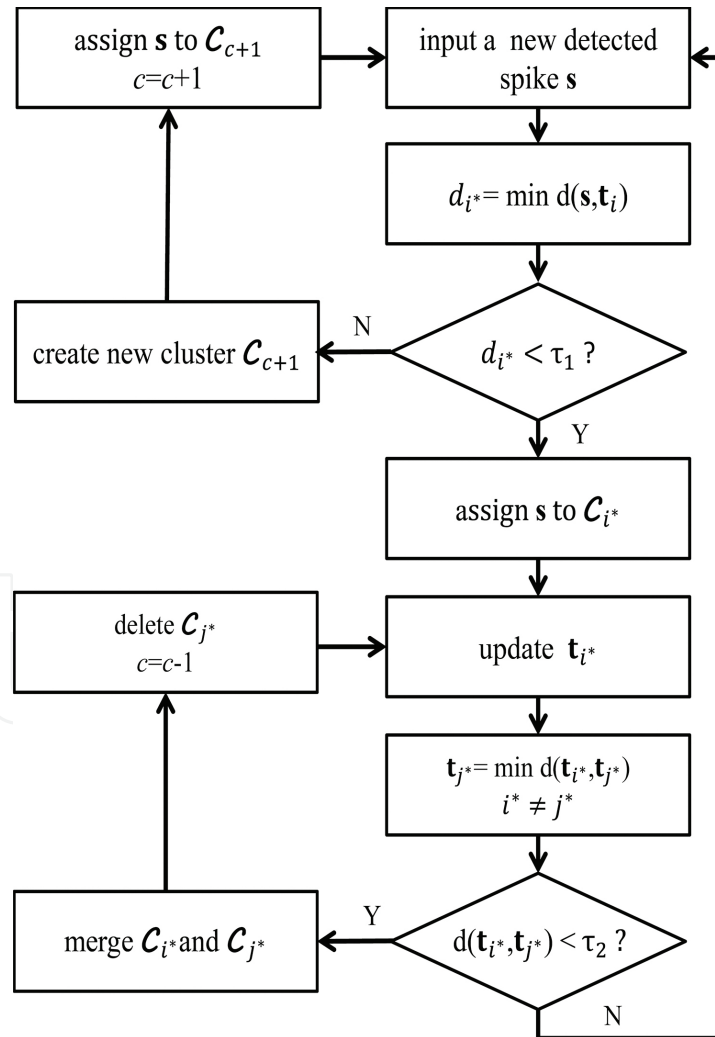 assign s to 𝓒_{c+1}
c=c+1
input a new detected
spike s
d_{i*}= min d(s,t_i)
N
create new cluster 𝓒_{c+1}
d_{i*} < τ_1 ?
Y
assign s to 𝓒_{i*}
delete 𝓒_{j*}
c=c-1
update t_{i*}
t_{j*}= min d(t_{i*},t_{j*})
i* ≠ j*
Y
merge 𝓒_{i*} and 𝓒_{j*}
d(t_{i*},t_{j*}) < τ_2 ?
N